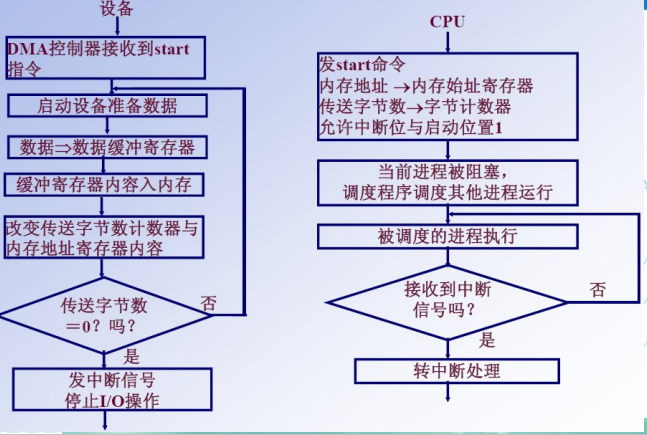 设备
DMA控制器接收到start
指令
启动设备准备数据
数据⇒数据缓冲寄存器
缓冲寄存器内容入内存
改变传送字节数计数器与
内存地址寄存器内容
传送字节数
＝0？吗？
否
是
发中断信号
停止I/O操作
CPU
发start命令
内存地址 →内存始址寄存器
传送字节数→字节计数器
允许中断位与启动位置1
当前进程被阻塞，
调度程序调度其他进程运行
被调度的进程执行
接收到中断
信号吗？
否
是
转中断处理